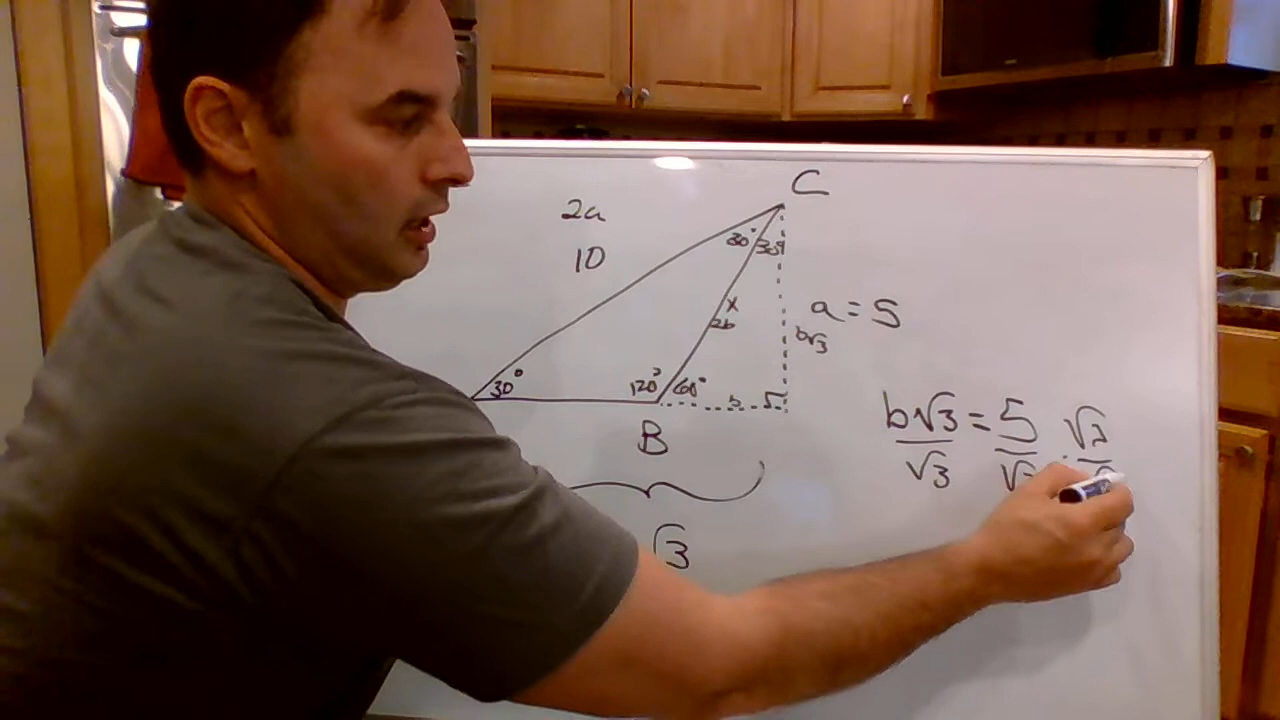 C
2a
10
30°
30°
x
2b
a = 5
b√3
30°
120°
60°
b
B
b√3 = 5
√3
√3
√3